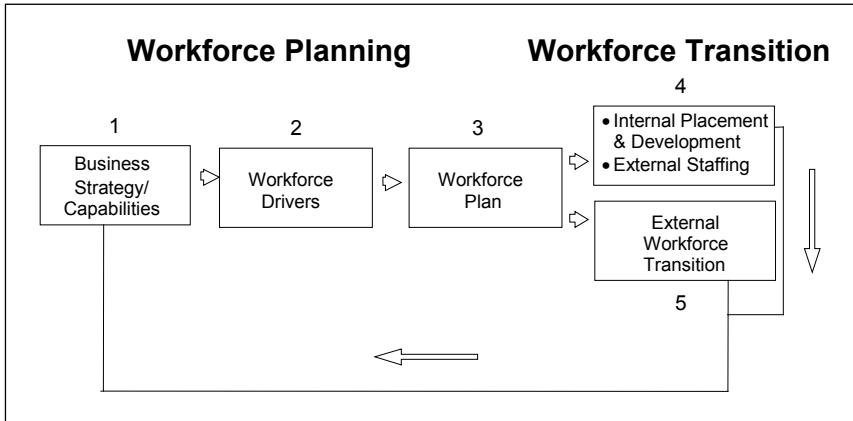 Workforce Planning
Workforce Transition
1
2
3
4
Business
Strategy/
Capabilities
Workforce
Drivers
Workforce
Plan
• Internal Placement
& Development
• External Staffing
External
Workforce
Transition
5